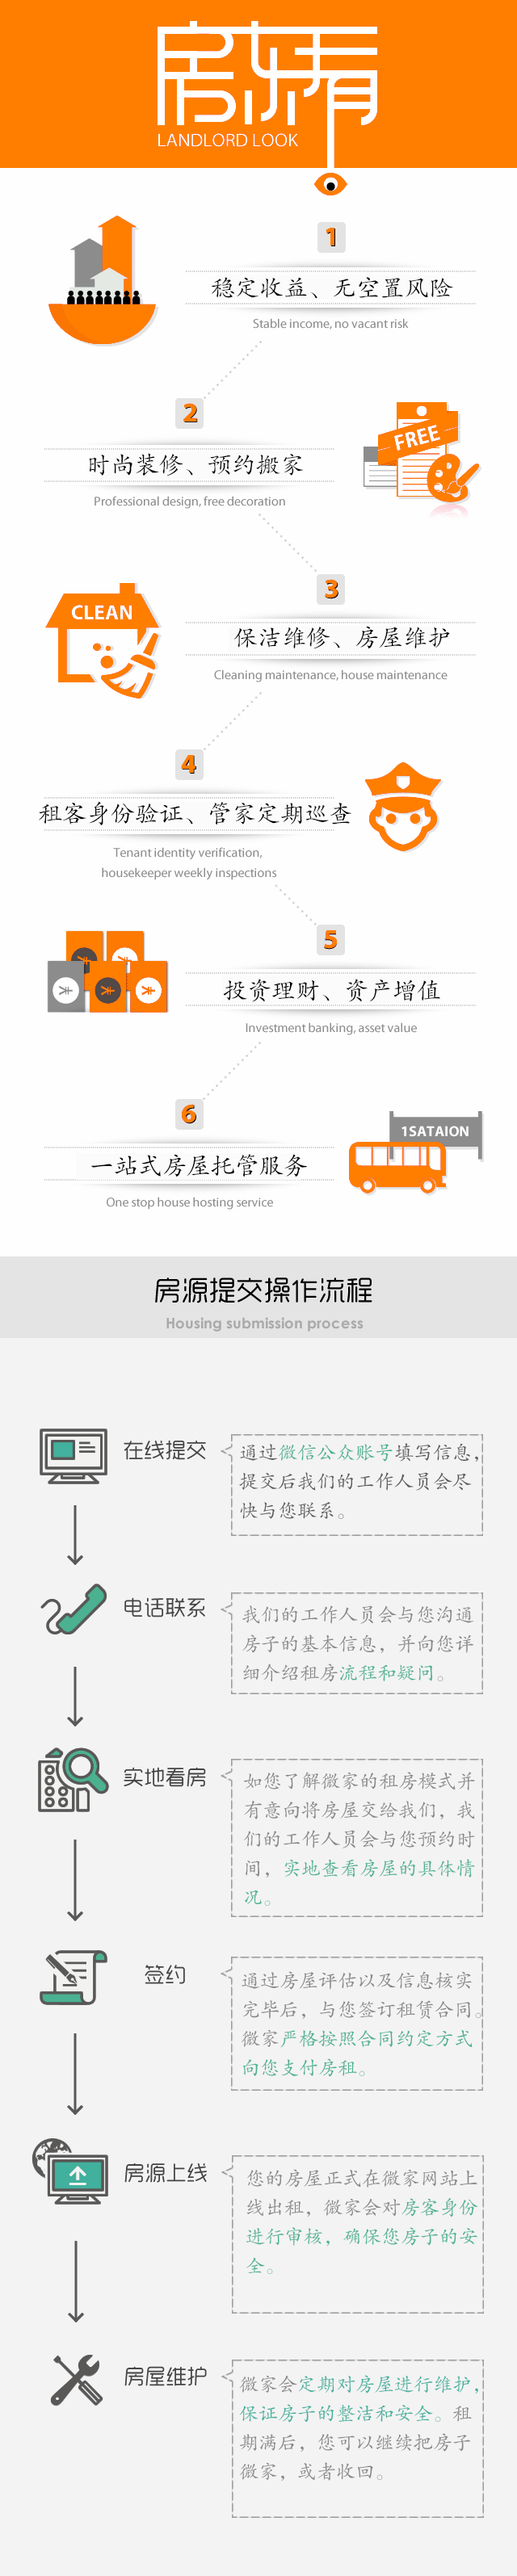 房东看
LANDLORD LOOK
1
稳定收益、无空置风险
Stable income, no vacant risk
2
FREE
时尚装修、预约搬家
Professional design, free decoration
3
CLEAN
保洁维修、房屋维护
Cleaning maintenance, house maintenance
4
租客身份验证、管家定期巡查
Tenant identity verification,
housekeeper weekly inspections
5
投资理财、资产增值
Investment banking, asset value
6
1SATAION
一站式房屋托管服务
One stop house hosting service
房源提交操作流程
Housing submission process
在线提交
通过微信公众账号填写信息,
提交后我们的工作人员会尽
快与您联系。
电话联系
我们的工作人员会与您沟通
房子的基本信息，并向您详
细介绍租房流程和疑问。
实地看房
如您了解微家的租房模式并
有意向将房屋交给我们，我
们的工作人员会与您预约时
间，实地查看房屋的具体情
况。
签约
通过房屋评估以及信息核实
完毕后，与您签订租赁合同。
微家严格按照合同约定方式
向您支付房租。
房源上线
您的房屋正式在微家网站上
线出租，微家会对房客身份
进行审核，确保您房子的安
全。
房屋维护
微家会定期对房屋进行维护,
保证房子的整洁和安全。租
期满后，您可以继续把房子
微家，或者收回。